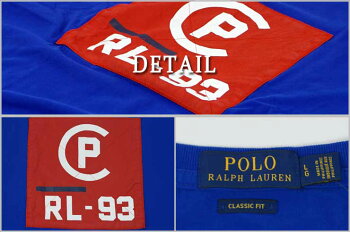 CP
RL-93
DETAIL
CP
RL-93
POLO
RALPH LAUREN
CLASSIC FIT
L